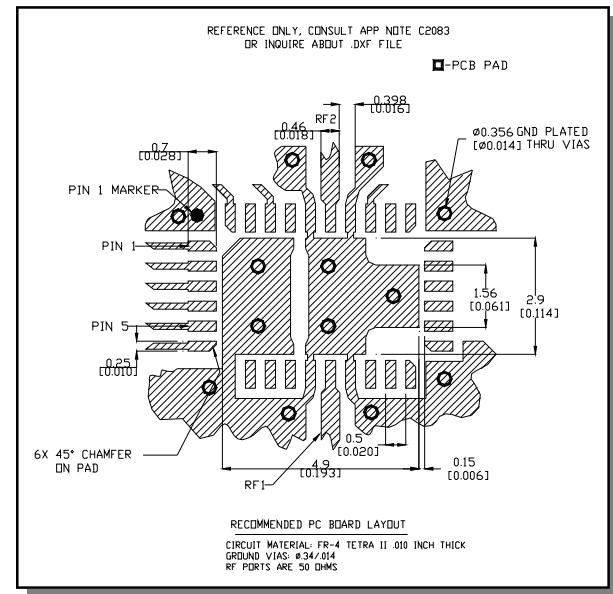 REFERENCE ONLY, CONSULT APP NOTE C2083
OR INQUIRE ABOUT .DXF FILE
-PCB PAD
0.398
[0.016]
RF2
0.46
[0.018]
Ø0.356 GND PLATED
[Ø0.014] THRU VIAS
0.7
[0.028]
PIN 1 MARKER
PIN 1
1.56
[0.061]
2.9
[0.114]
PIN 5
0.25
[0.010]
6X 45° CHAMFER
ON PAD
0.5
[0.020]
4.9
[0.193]
0.15
[0.006]
RF1
RECOMMENDED PC BOARD LAYOUT
CIRCUIT MATERIAL: FR-4 TETRA II .010 INCH THICK
GROUND VIAS: ø.34/.014
RF PORTS ARE 50 OHMS